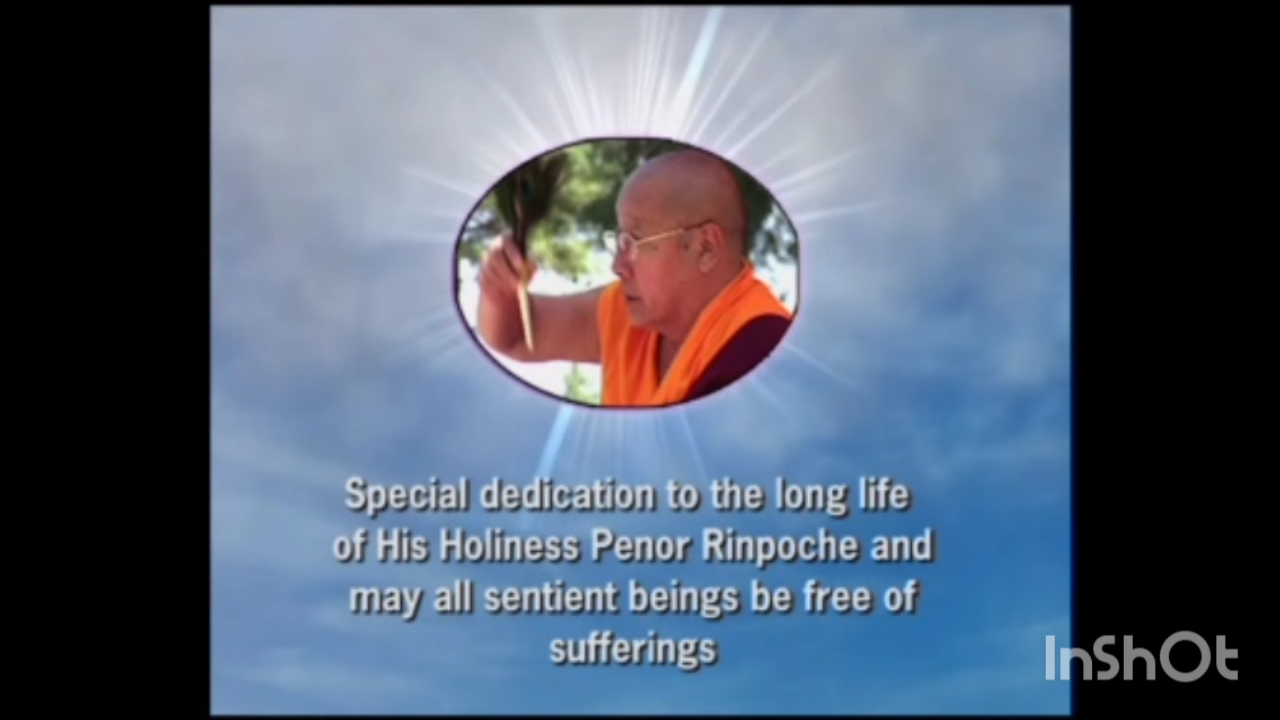 Special dedication to the long life
of His Holiness Penor Rinpoche and
may all sentient beings be free of
sufferings
InShOt